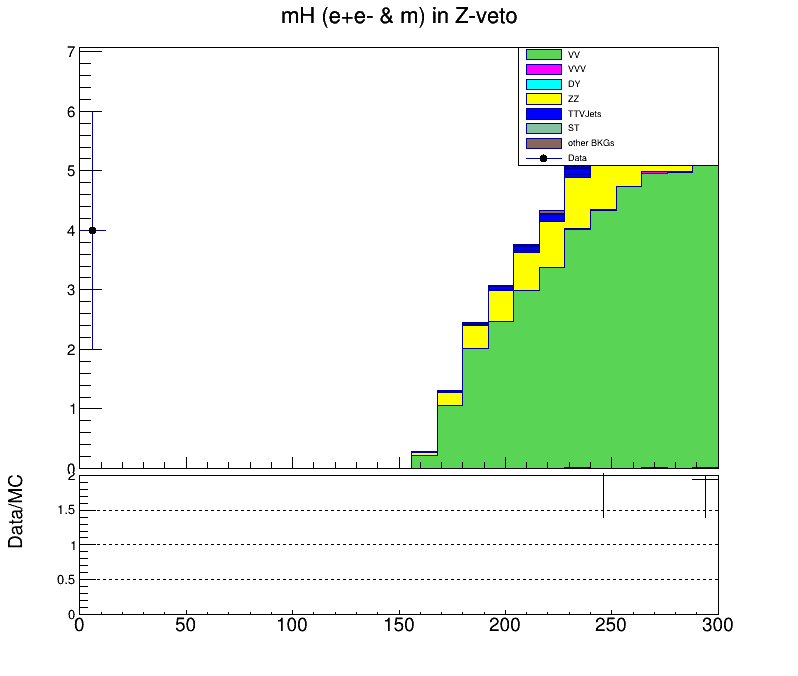 mH (e+e- & m) in Z-veto
7
6
5
4
3
2
1
0
VV
VVV
DY
ZZ
TTVJets
ST
other BKGs
Data
Data/MC
2
1.5
1
0.5
0
0 50 100 150 200 250 300